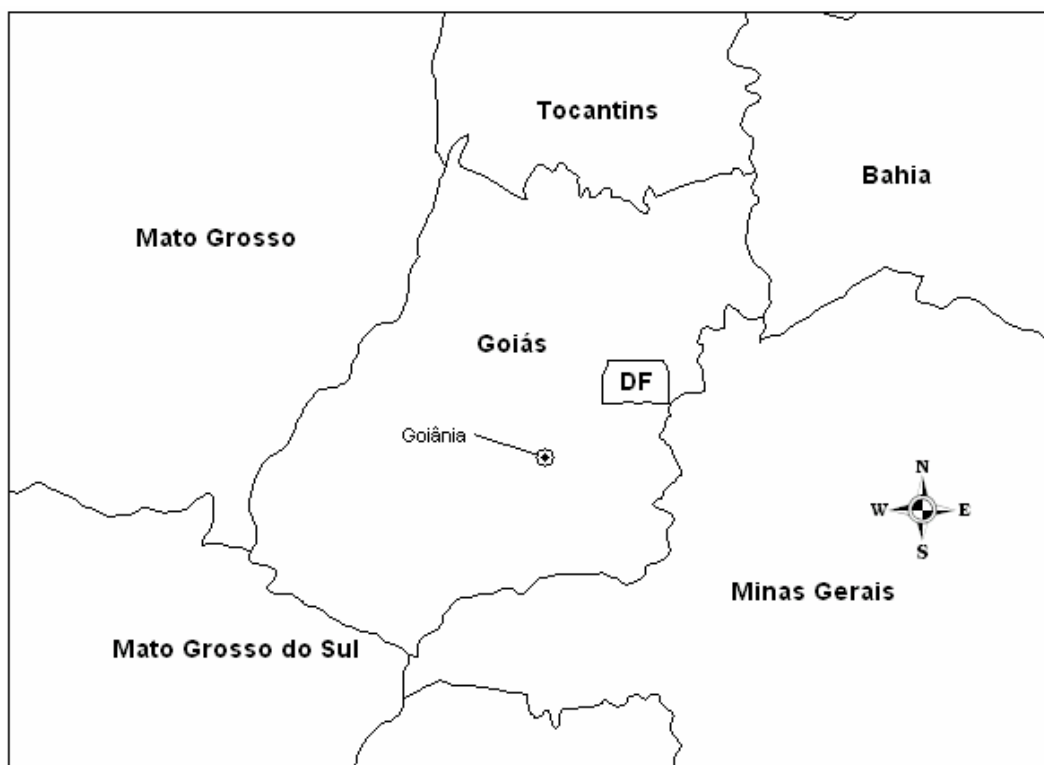 Tocantins
Bahia
Mato Grosso
Goiás
DF
Goiânia
N
W E
S
Minas Gerais
Mato Grosso do Sul